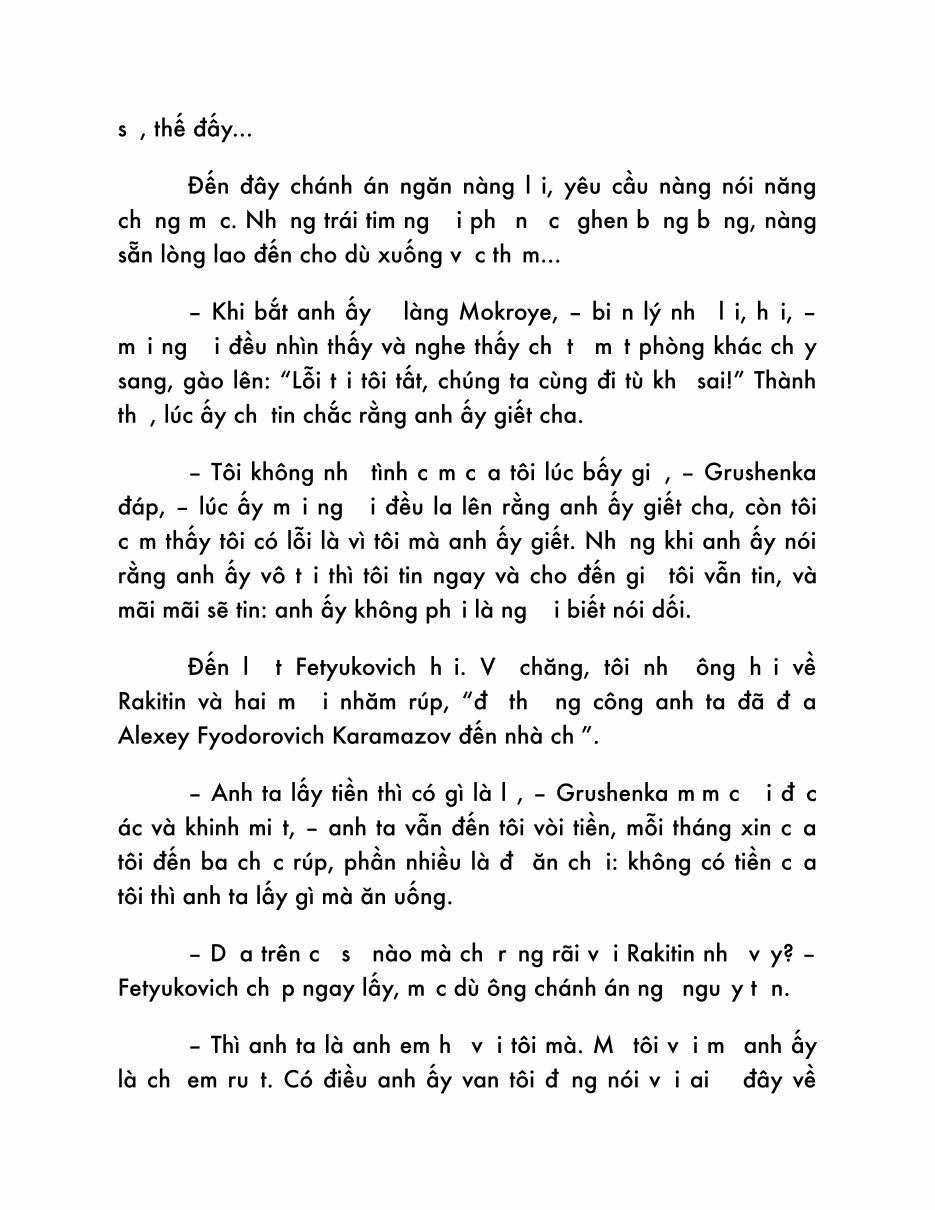 s , thế đấy...
Đến đây chánh án ngăn nàng l i, yêu cầu nàng nói năng
ch ng m c. Nh ng trái tim ng i ph n c ghen b ng b ng, nàng
sẵn lòng lao đến cho dù xuống v c th m...
– Khi bắt anh ấy làng Mokroye, – bi n lý nh l i, h i, –
m i ng i đều nhìn thấy và nghe thấy ch t m t phòng khác ch y
sang, gào lên: “Lỗi t i tôi tất, chúng ta cùng đi tù kh sai!” Thành
th , lúc ấy ch tin chắc rằng anh ấy giết cha.
– Tôi không nh tình c m c a tôi lúc bấy gi , – Grushenka
đáp, – lúc ấy m i ng i đều la lên rằng anh ấy giết cha, còn tôi
c m thấy tôi có lỗi là vì tôi mà anh ấy giết. Nh ng khi anh ấy nói
rằng anh ấy vô t i thì tôi tin ngay và cho đến gi tôi vẫn tin, và
mãi mãi sẽ tin: anh ấy không ph i là ng i biết nói dối.
Đến l t Fetyukovich h i. V chăng, tôi nh ông h i về
Rakitin và hai m i nhăm rúp, “đ th ng công anh ta đã đ a
Alexey Fyodorovich Karamazov đến nhà ch ”.
– Anh ta lấy tiền thì có gì là l , – Grushenka m m c i đ c
ác và khinh mi t, – anh ta vẫn đến tôi vòi tiền, mỗi tháng xin c a
tôi đến ba ch c rúp, phần nhiều là đ ăn ch i: không có tiền c a
tôi thì anh ta lấy gì mà ăn uống.
– D a trên c s nào mà ch r ng rãi v i Rakitin nh v y? –
Fetyukovich ch p ngay lấy, m c dù ông chánh án ng ngu y t n.
– Thì anh ta là anh em h v i tôi mà. M tôi v i m anh ấy
là ch em ru t. Có điều anh ấy van tôi đ ng nói v i ai đây về